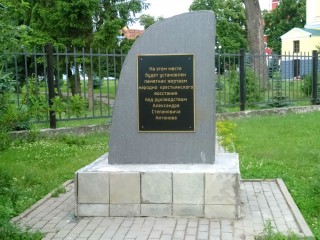 На этом месте
будет установлен
памятник жертвам
народно крестьянского
восстания
под руководством
Александра
Степановича
Антонова